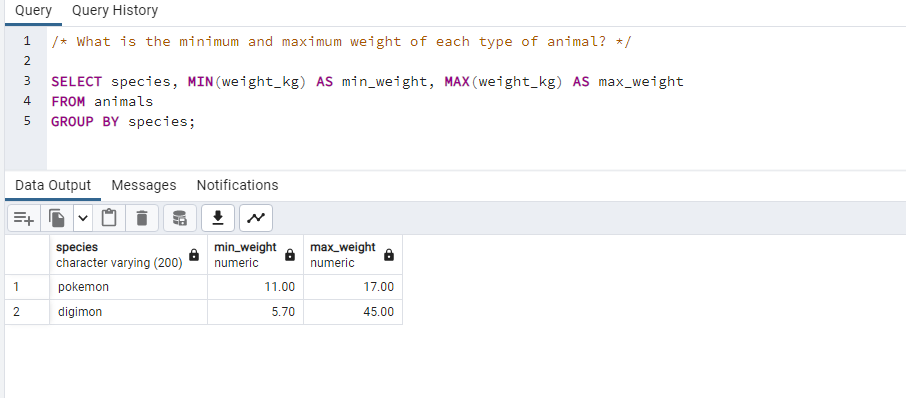 Query Query History
1 /* What is the minimum and maximum weight of each type of animal? */
2
3 SELECT species, MIN(weight_kg) AS min_weight, MAX(weight_kg) AS max_weight
4 FROM animals
5 GROUP BY species;
Data Output Messages Notifications
species min_weight max_weight
character varying (200) numeric numeric
1 pokemon 11.00 17.00
2 digimon 5.70 45.00